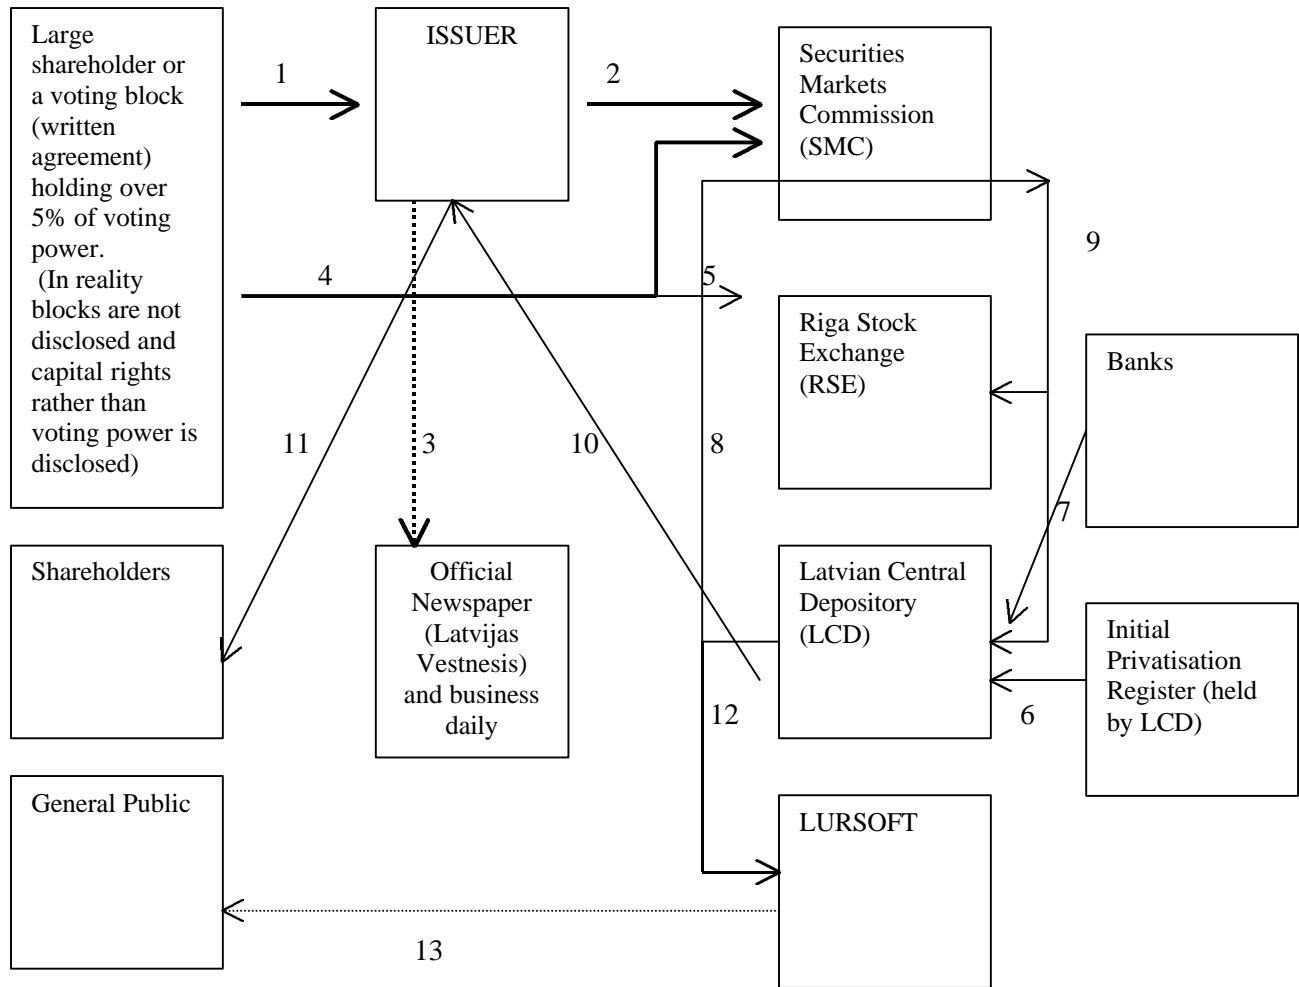 Large
shareholder or
a voting block
(written
agreement)
holding over
5% of voting
power.
(In reality
blocks are not
disclosed and
capital rights
rather than
voting power is
disclosed)
1
ISSUER
2
Securities
Markets
Commission
(SMC)
9
4
5
Riga Stock
Exchange
(RSE)
Banks
11
3
10
8
7
Shareholders
Official
Newspaper
(Latvijas
Vestnesis)
and business
daily
Latvian Central
Depository
(LCD)
Initial
Privatisation
Register (held
by LCD)
12
6
General Public
LURSOFT
13